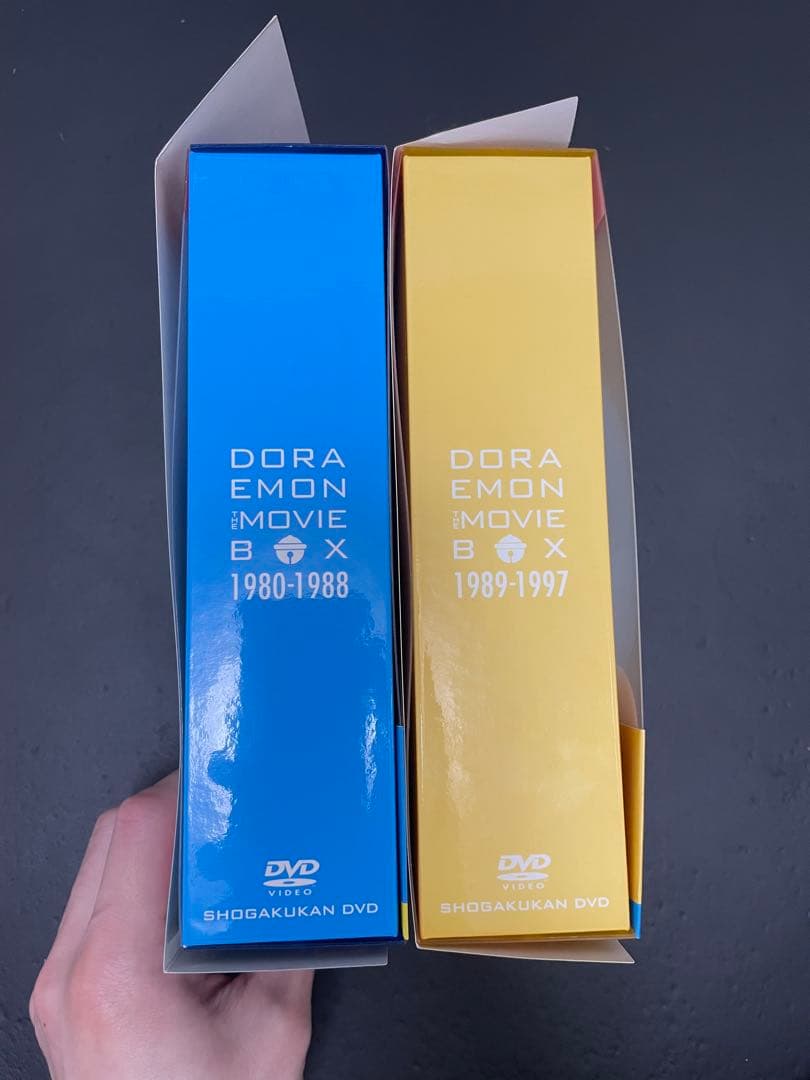 DORA
EMON
THE MOVIE
B X
1980-1988
DVD
VIDEO
SHOGAKUKAN DVD
DORA
EMON
THE MOVIE
B X
1989-1997
DVD
VIDEO
SHOGAKUKAN DVD